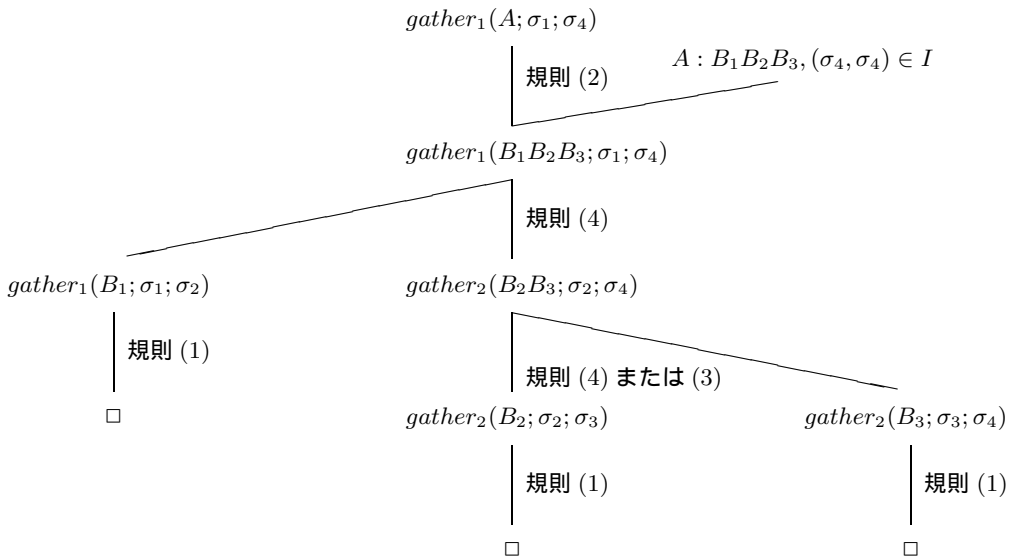 gather₁(A; σ₁; σ₄)
A : B₁B₂B₃, (σ₄, σ₄) ∈ I
規則 (2)
gather₁(B₁B₂B₃; σ₁; σ₄)
規則 (4)
gather₁(B₁; σ₁; σ₂)
gather₂(B₂B₃; σ₂; σ₄)
規則 (1)
規則 (4) または (3)
□
gather₂(B₂; σ₂; σ₃)
gather₂(B₃; σ₃; σ₄)
規則 (1)
規則 (1)
□
□